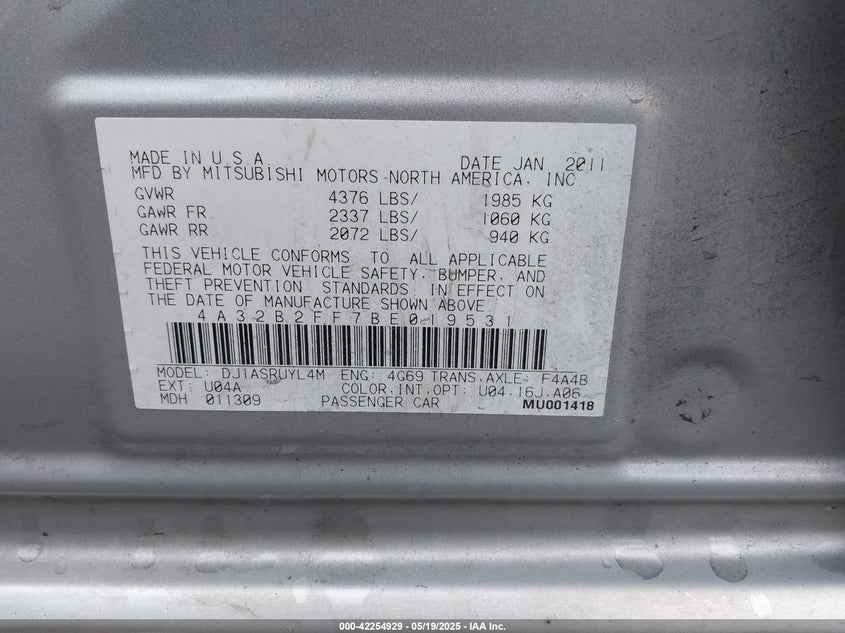 MADE IN U.S.A. DATE JAN 2011
MFD BY MITSUBISHI MOTORS NORTH AMERICA, INC
GVWR 4376 LBS/ 1985 KG
GAWR FR. 2337 LBS/ 1060 KG
GAWR RR. 2072 LBS/ 940 KG
THIS VEHICLE CONFORMS TO ALL APPLICABLE
FEDERAL MOTOR VEHICLE SAFETY, BUMPER, AND
THEFT PREVENTION STANDARDS IN EFFECT ON
THE DATE OF MANUFACTURE SHOWN ABOVE
4A32B2FF7BE019531
MODEL: DJ1ASRUYL4M ENG: 4G69 TRANS.AXLE: F4A4B
EXT: U04A COLOR,INT,OPT: U04,16J,A06
MDH 011309 PASSENGER CAR MU001418
000-42254929 - 05/19/2025 - IAA Inc.